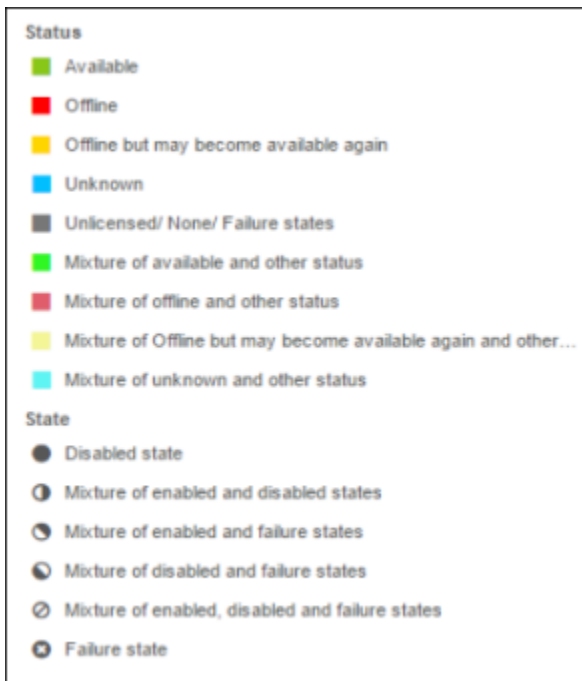 Status
Available
Offline
Offline but may become available again
Unknown
Unlicensed/ None/ Failure states
Mixture of available and other status
Mixture of offline and other status
Mixture of Offline but may become available again and other...
Mixture of unknown and other status
State
Disabled state
Mixture of enabled and disabled states
Mixture of enabled and failure states
Mixture of disabled and failure states
Mixture of enabled, disabled and failure states
Failure state